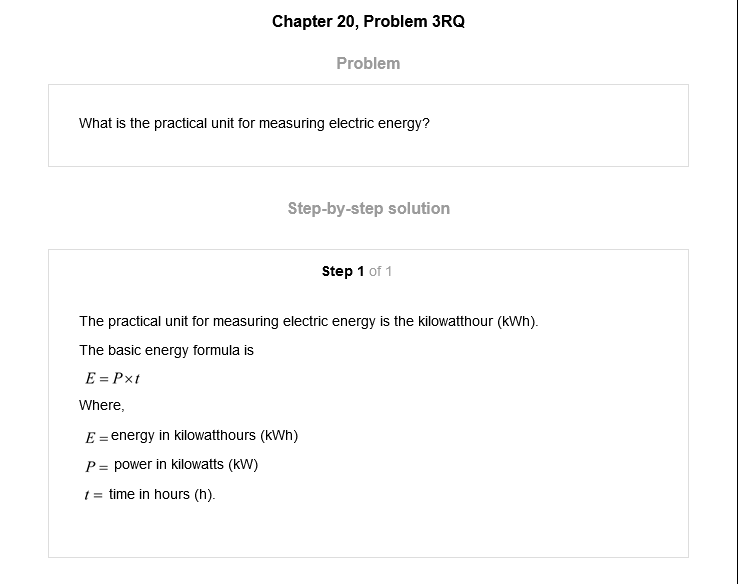 Chapter 20, Problem 3RQ
Problem
What is the practical unit for measuring electric energy?
Step-by-step solution
Step 1 of 1
The practical unit for measuring electric energy is the kilowatthour (kWh).
The basic energy formula is
E = P×t
Where,
E = energy in kilowatthours (kWh)
P = power in kilowatts (kW)
t = time in hours (h).